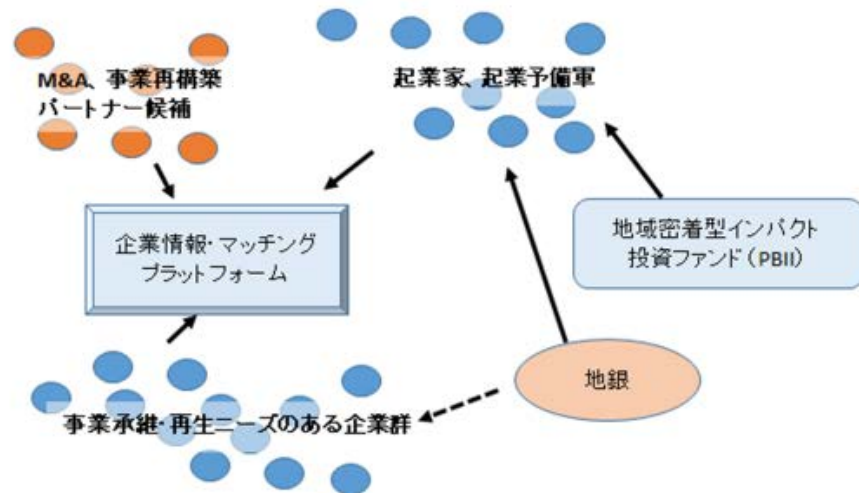 M&A、事業再構築
パートナー候補
起業家、起業予備軍
企業情報・マッチング
プラットフォーム
地域密着型インパクト
投資ファンド（PBII）
地銀
事業承継・再生ニーズのある企業群